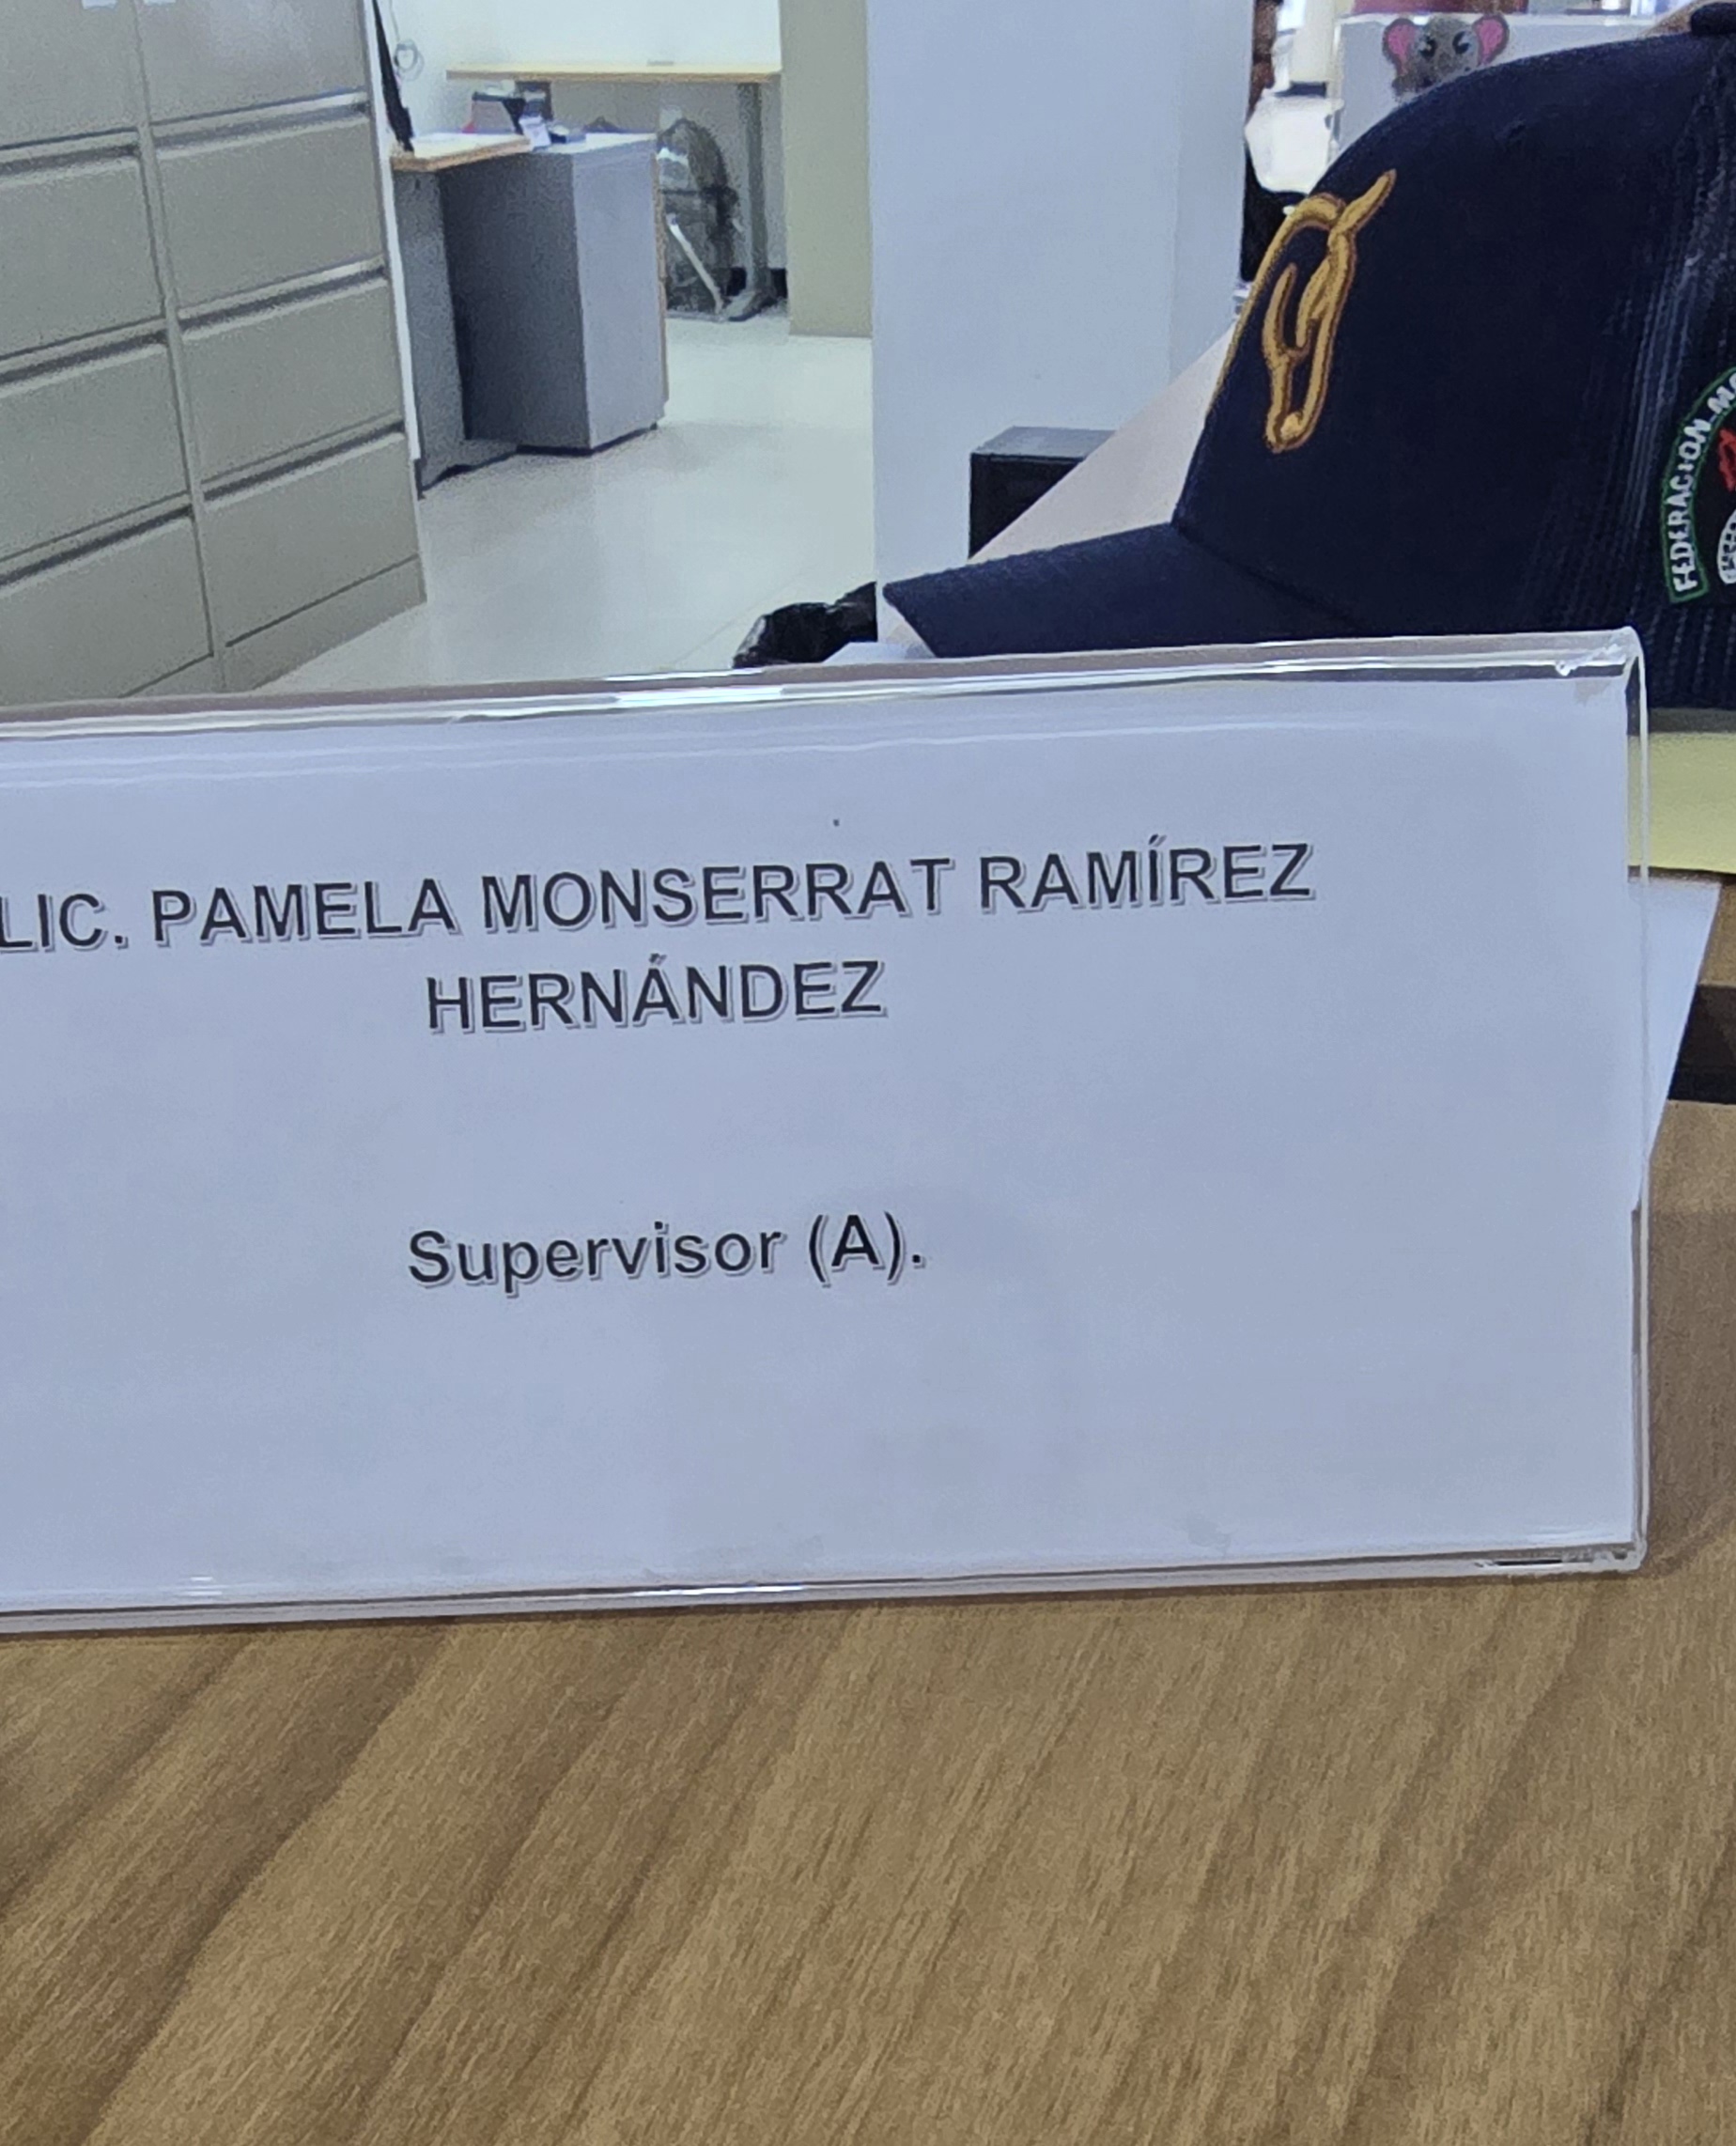 LIC. PAMELA MONSERRAT RAMÍREZ
HERNÁNDEZ
Supervisor (A).
FEDERACION